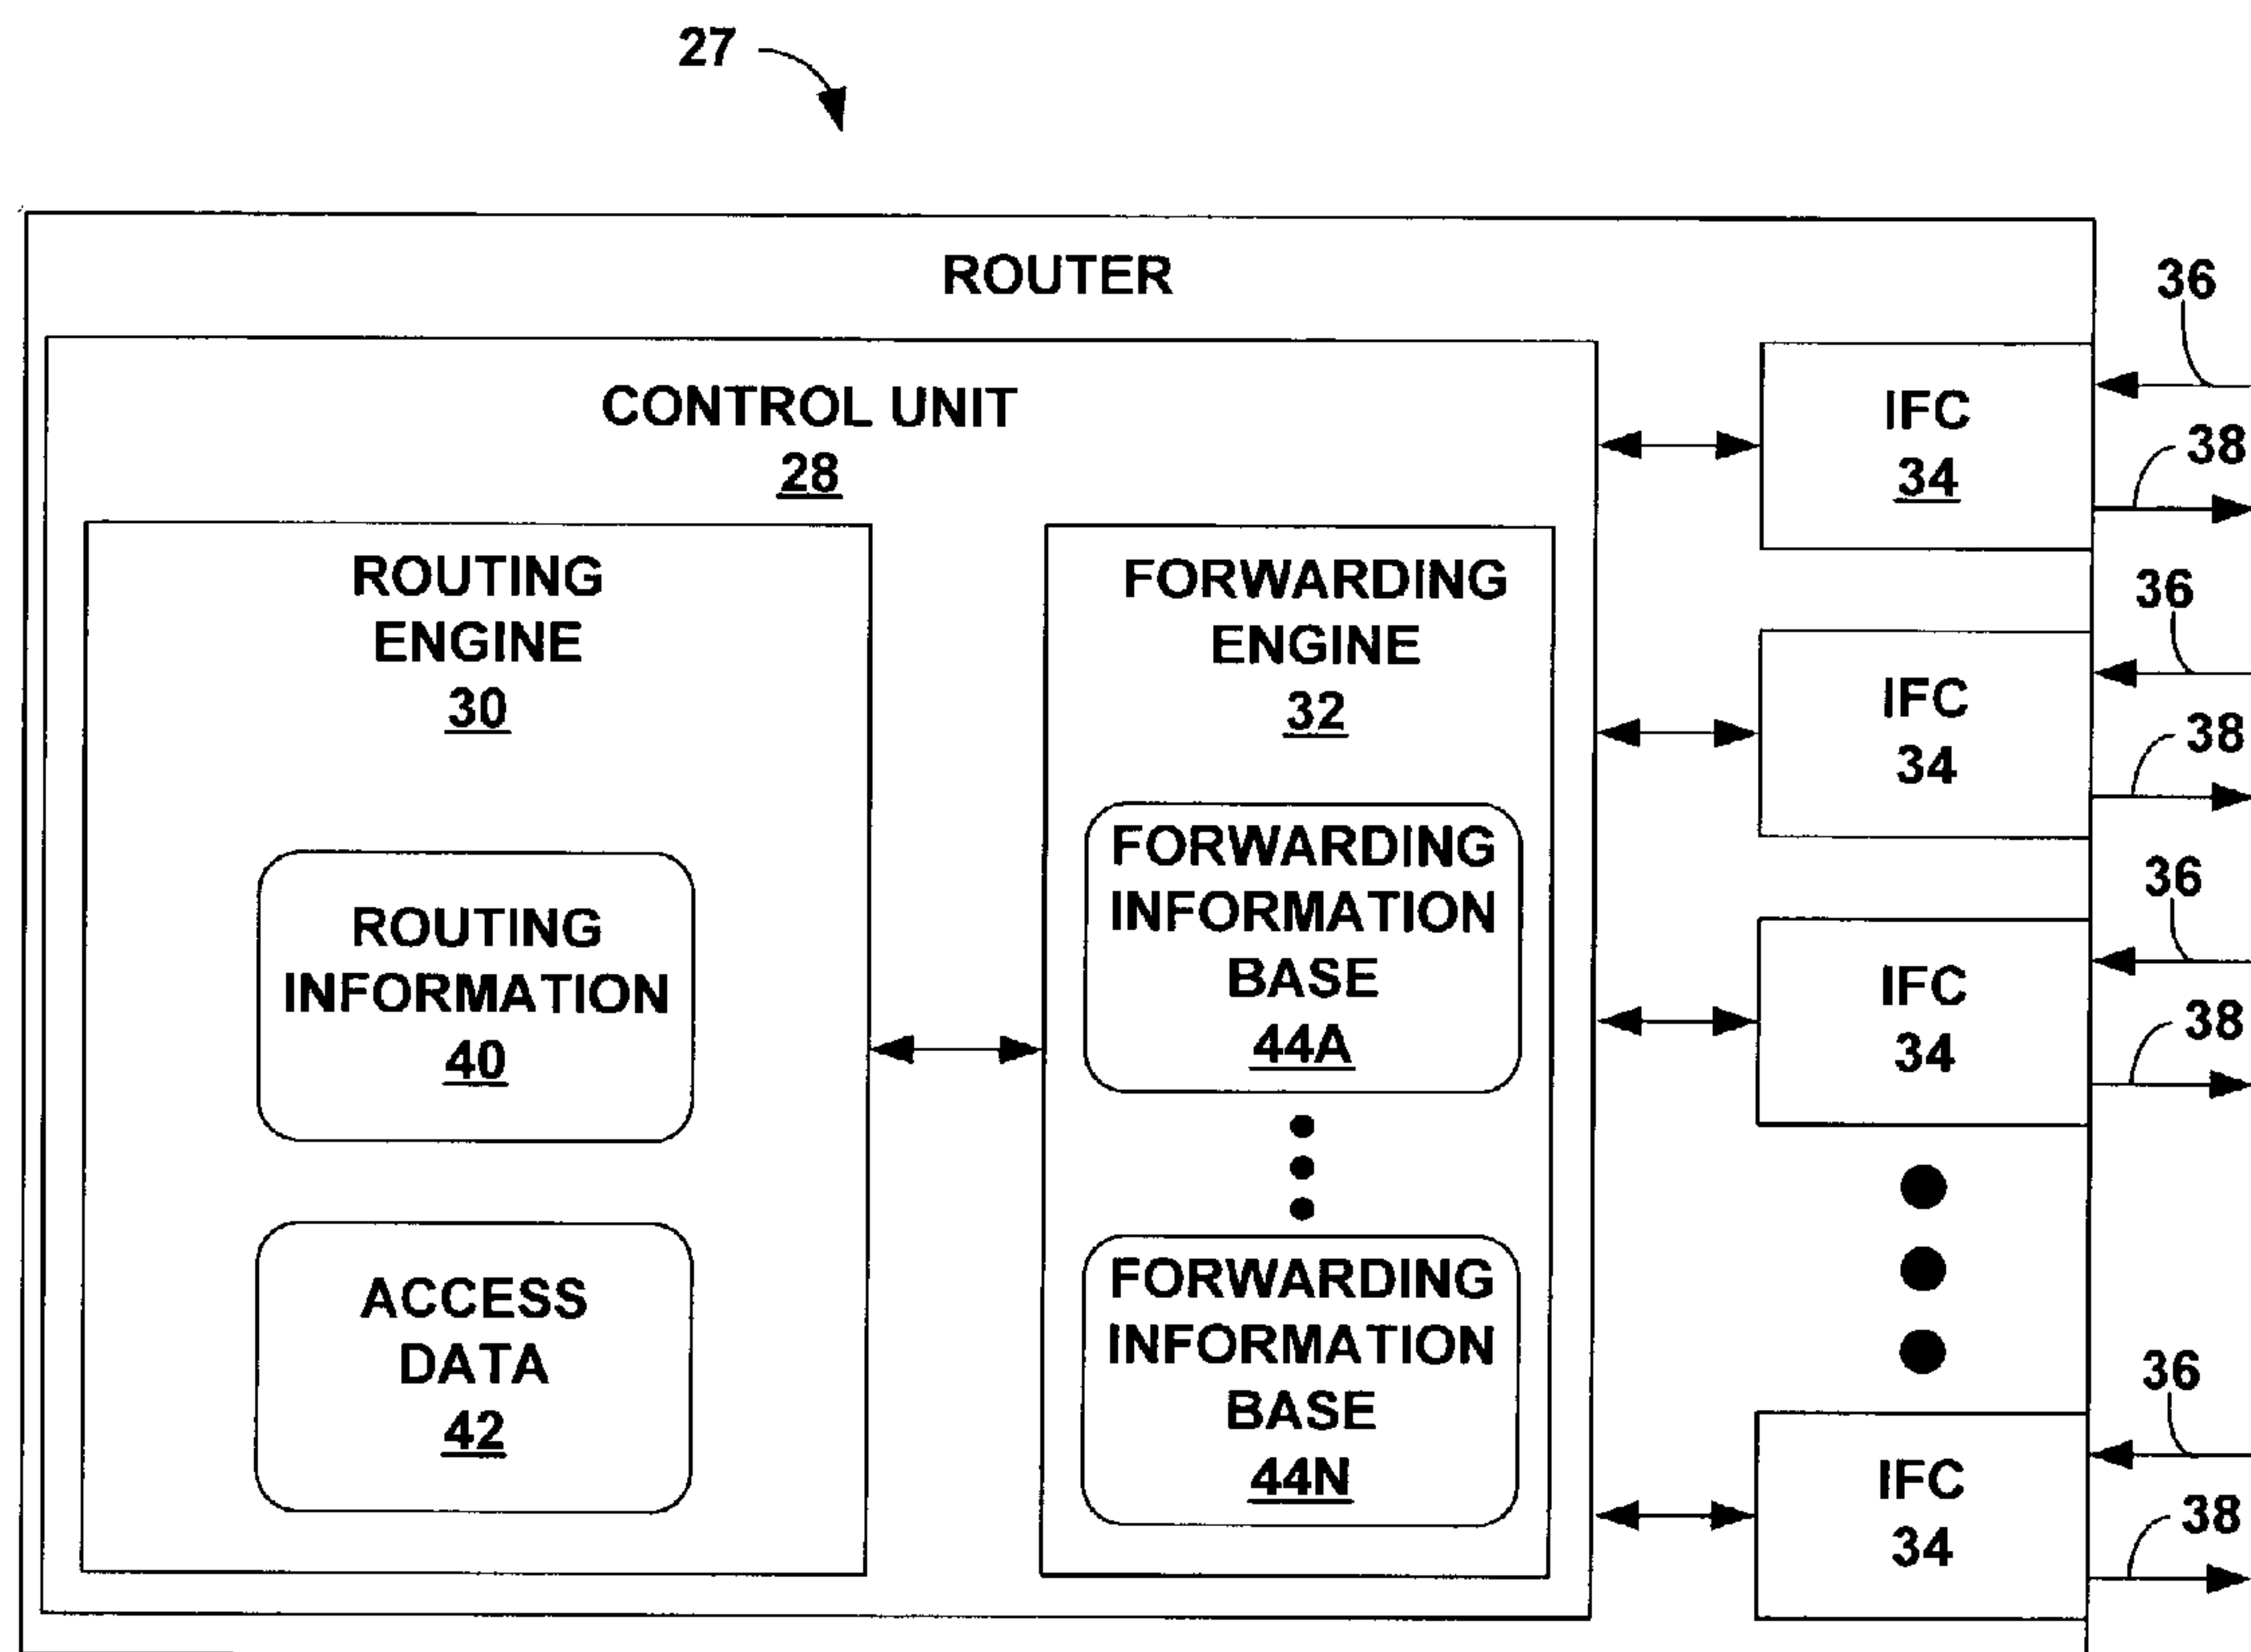 27
ROUTER
CONTROL UNIT
28
ROUTING
ENGINE
30
ROUTING
INFORMATION
40
ACCESS
DATA
42
FORWARDING
ENGINE
32
FORWARDING
INFORMATION
BASE
44A
FORWARDING
INFORMATION
BASE
44N
IFC
34
36
38
IFC
34
36
38
IFC
34
36
38
IFC
34
36
38